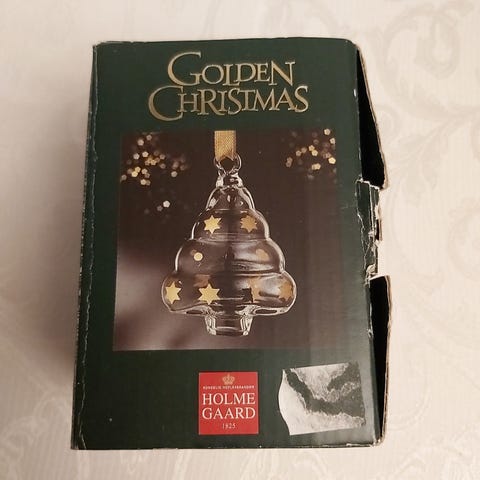 GOLDEN
CHRISTMAS
KONGELIG HOFLEVERANDØR
HOLME
GAARD
1825